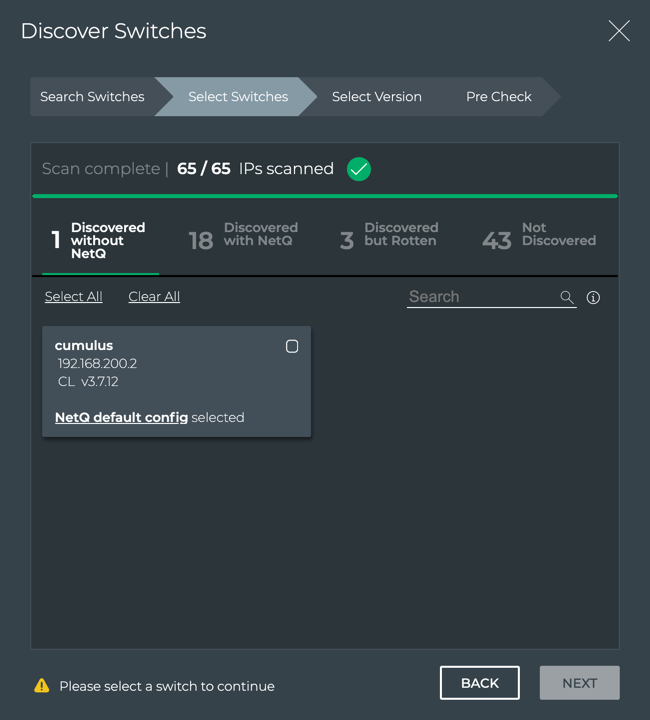 Discover Switches
Search Switches
Select Switches
Select Version
Pre Check
Scan complete | 65 / 65 IPs scanned
1 Discovered
without
NetQ
18 Discovered
with NetQ
3 Discovered
but Rotten
43 Not
Discovered
Select All
Clear All
Search
cumulus
192.168.200.2
CL v3.7.12
NetQ default config selected
Please select a switch to continue
BACK
NEXT